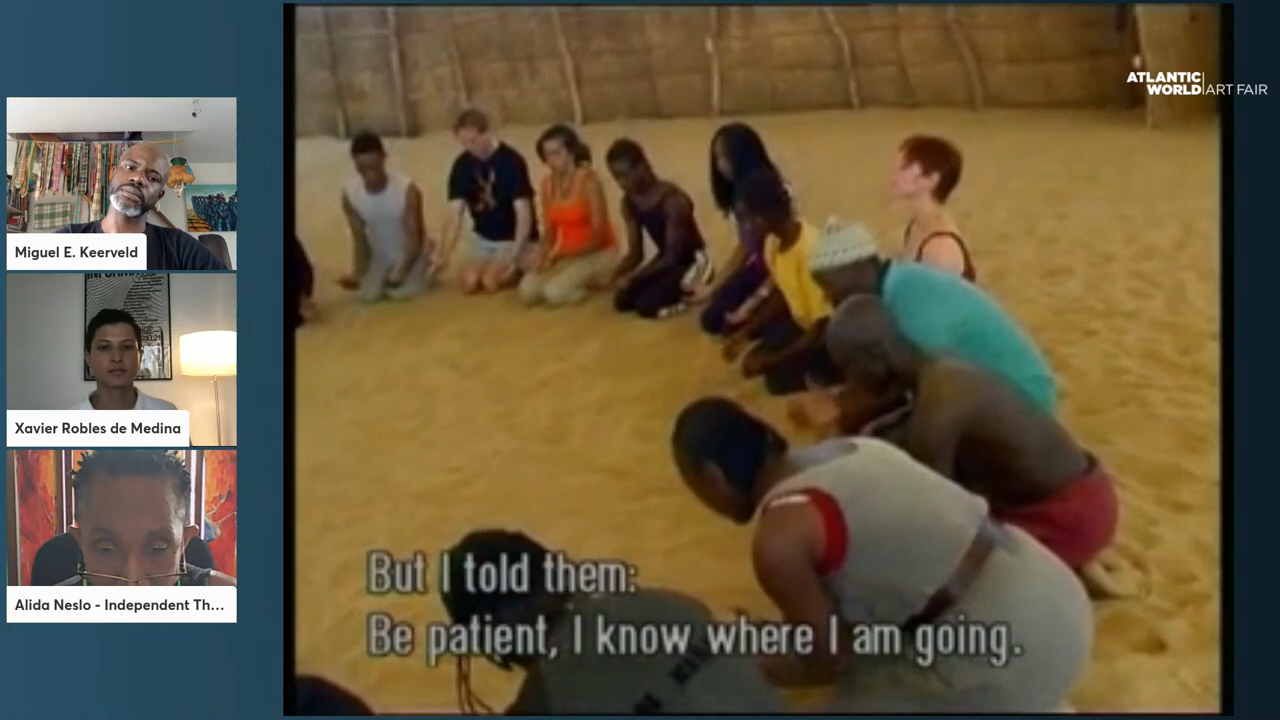 ATLANTIC
WORLD ART FAIR
Miguel E. Keerveld
Xavier Robles de Medina
Alida Neslo - Independent Th...
But I told them:
Be patient, I know where I am going.